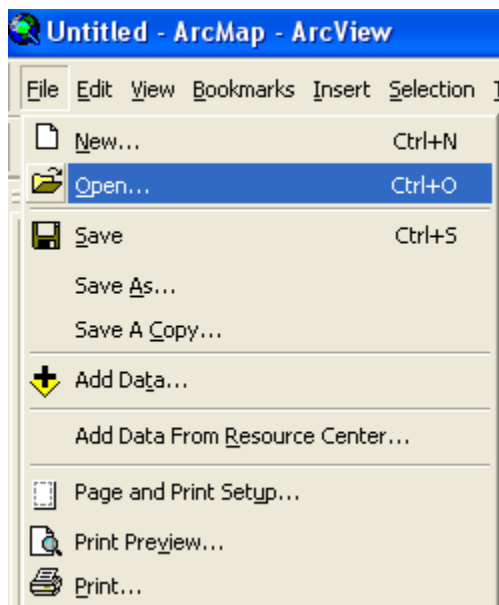 Untitled - ArcMap - ArcView
File Edit View Bookmarks Insert Selection
New... Ctrl+N
Open... Ctrl+O
Save Ctrl+S
Save As...
Save A Copy...
Add Data...
Add Data From Resource Center...
Page and Print Setup...
Print Preview...
Print...